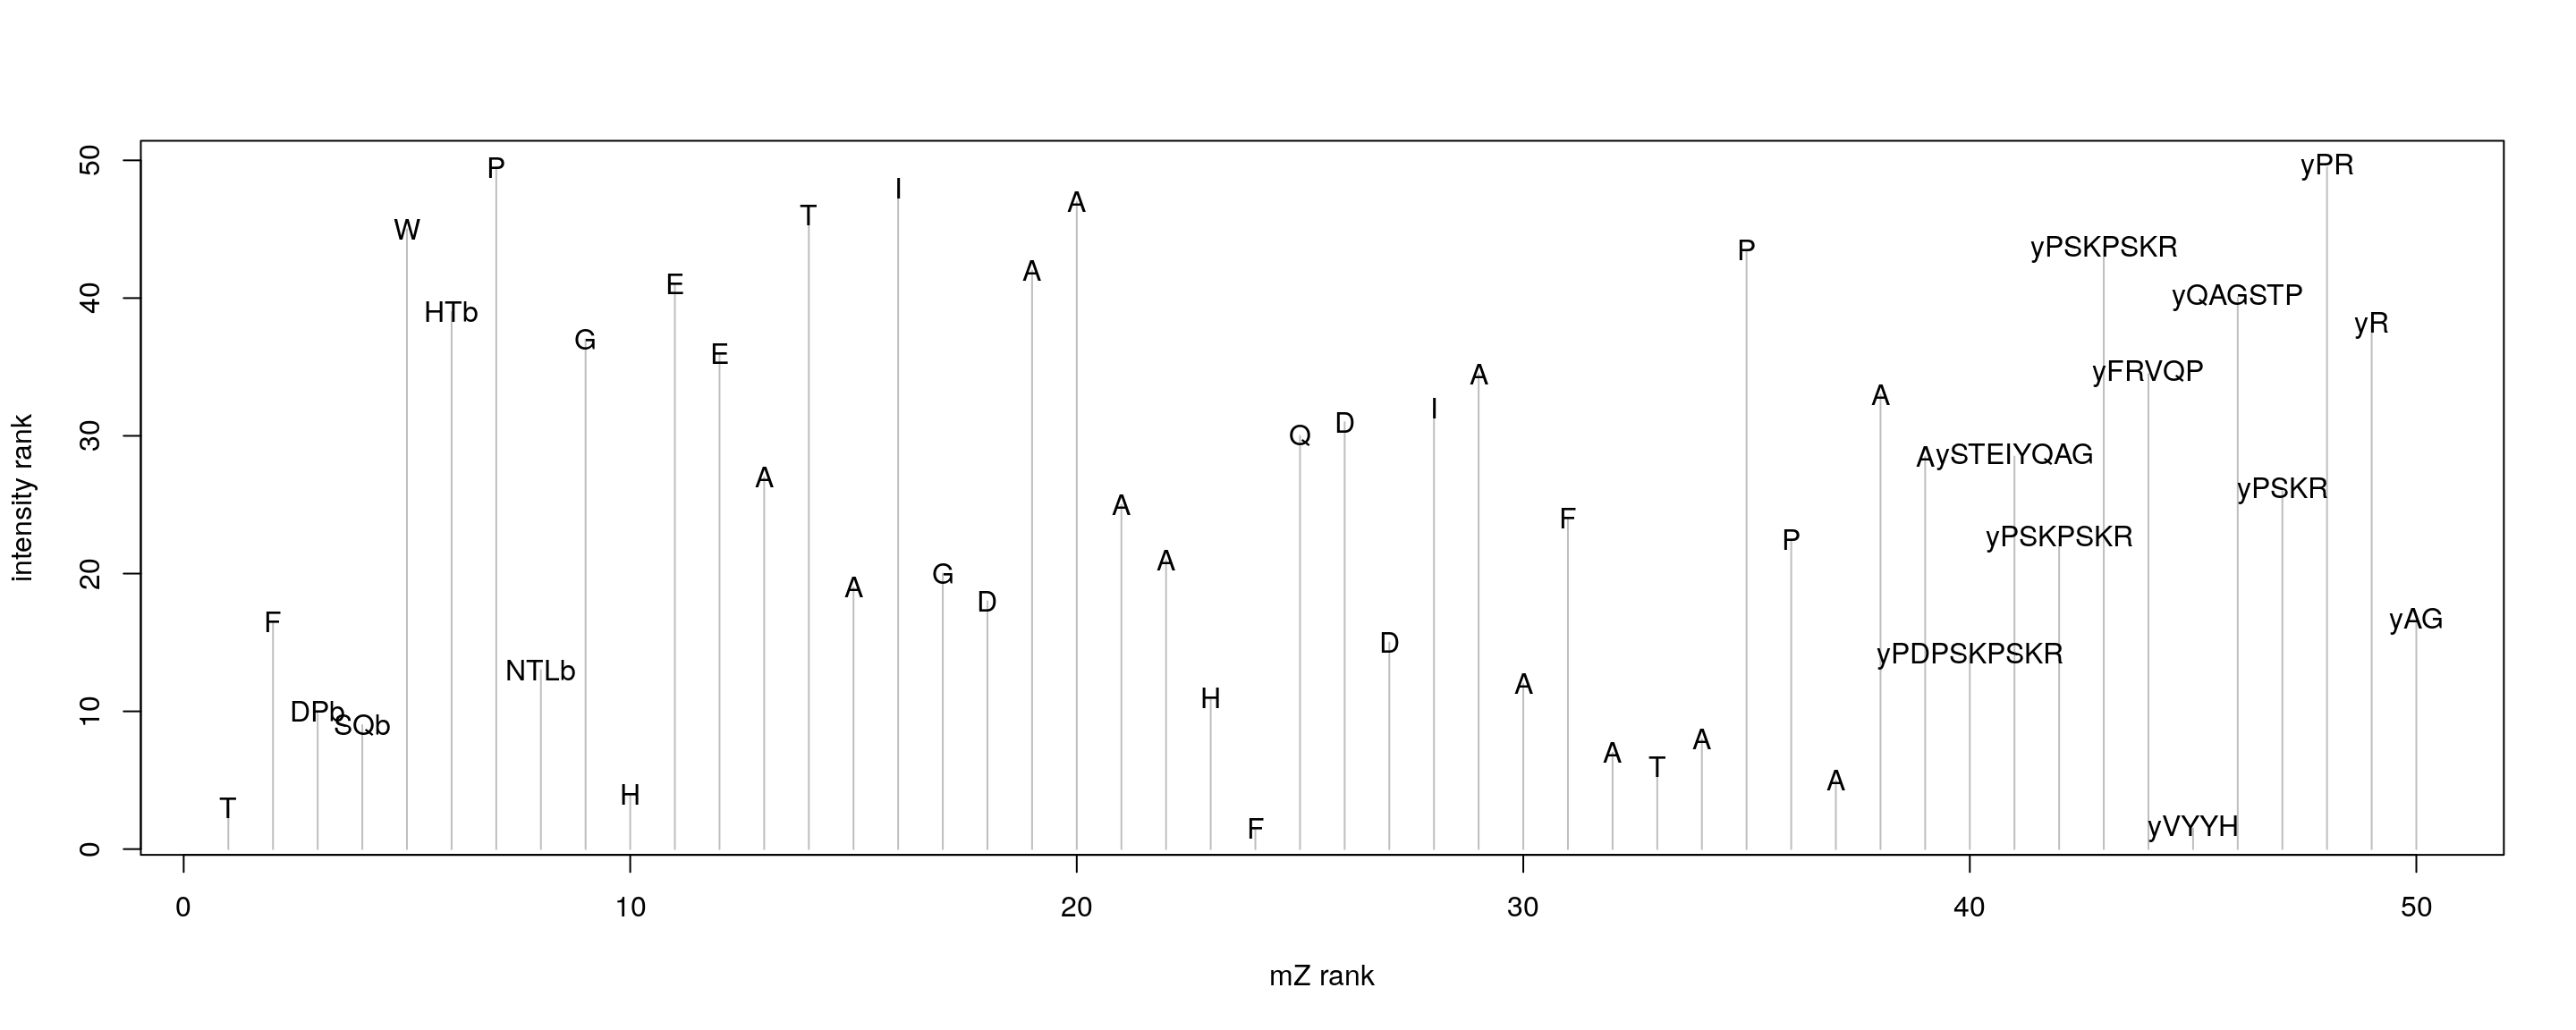 P
yPR
I
A
T
W
yPSKPSKR
P
A
E
yQAGSTP
HTb
yR
G
E
yFRVQP
A
A
I
D
Q
A
ySTEIYQAG
A
yPSKR
A
F
yPSKPSKR
P
A
G
A
D
F
yAG
D
yPDPSKPSKR
NTLb
A
H
DPb
SQb
A
A
T
A
H
T
F
yVYYH
0
10
20
30
40
50
intensity rank
0
10
20
30
40
50
mZ rank